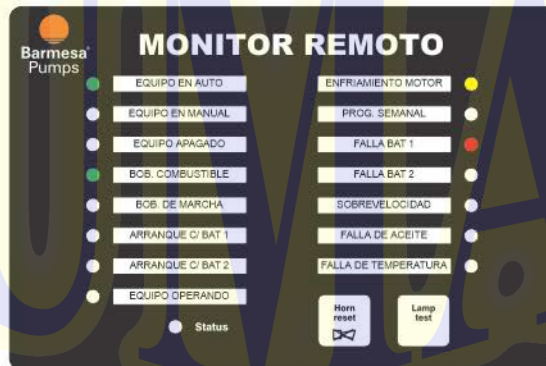 Barmesa
Pumps
MONITOR REMOTO
EQUIPO EN AUTO
EQUIPO EN MANUAL
EQUIPO APAGADO
BOB. COMBUSTIBLE
BOB. DE MARCHA
ARRANQUE C/ BAT 1
ARRANQUE C/ BAT 2
EQUIPO OPERANDO
Status
ENFRIAMIENTO MOTOR
PROG. SEMANAL
FALLA BAT 1
FALLA BAT 2
SOBREVELOCIDAD
FALLA DE ACEITE
FALLA DE TEMPERATURA
Horn
reset
Lamp
test